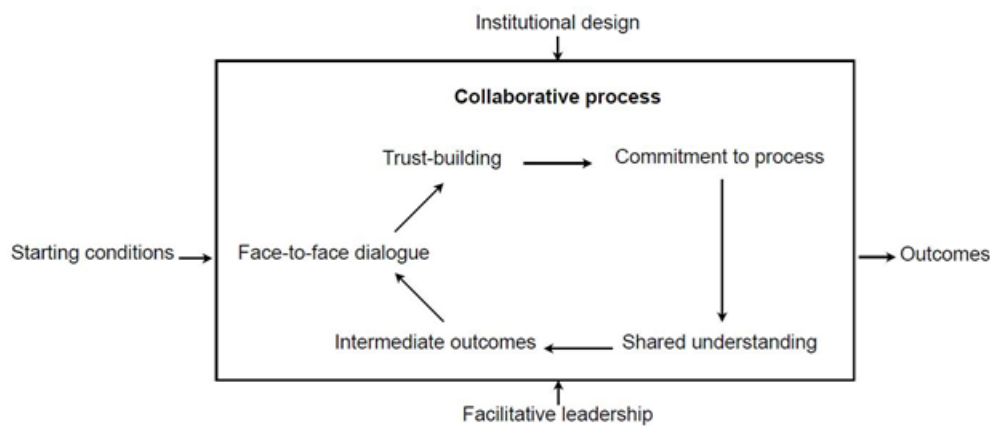 Institutional design
Collaborative process
Trust-building
Commitment to process
Starting conditions
Face-to-face dialogue
Outcomes
Intermediate outcomes
Shared understanding
Facilitative leadership